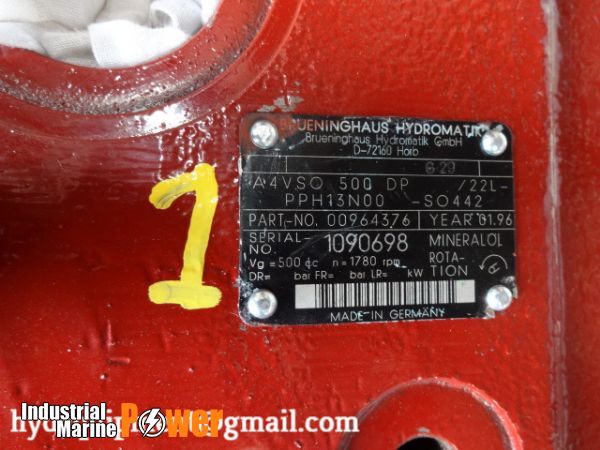 BRUENINGHAUS HYDROMATIK
Brueninghaus Hydromatik GmbH
D-72160 Horb
6-29
A4VSO 500 DP /22L-
PPH13N00 -SO442
PART-NO. 00964376 YEAR 01.96
SERIAL-NO. 1090698 MINERALOL
Vg = 500 cc n = 1780 rpm ROTA-TION
DR= bar FR= bar LR= kW
MADE IN GERMANY
1
@gmail.com
Industrial
Marine Power